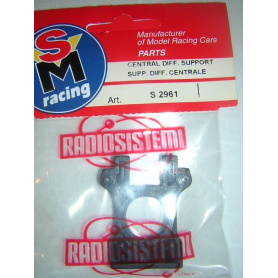 SM
racing
Manufacturer
of Model Racing Cars
PARTS
CENTRAL DIFF. SUPPORT
SUPP. DIFF. CENTRALE
Art. S 2961
RADIOSISTEMI
RADIOSISTEMI